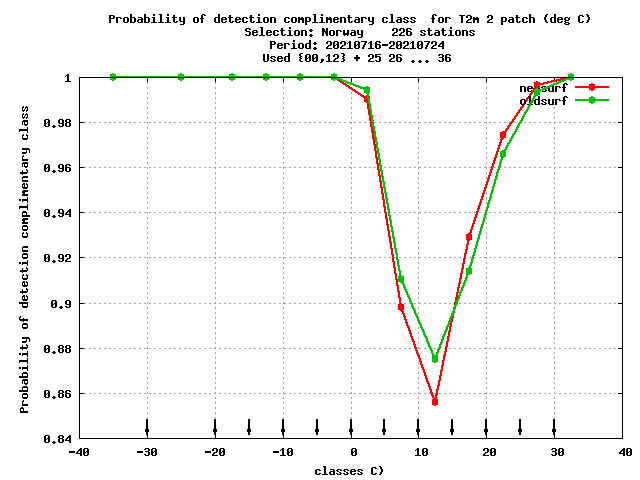 Probability of detection complimentary class  for T2m 2 patch (deg C)
Selection: Norway    226 stations
Period: 20210716-20210724
Used {00,12} + 25 26 ... 36
Probability of detection complimentary class
1
0,98
0,96
0,94
0,92
0,9
0,88
0,86
0,84
newsurf
oldsurf
-40 -30 -20 -10 0 10 20 30 40
classes C)